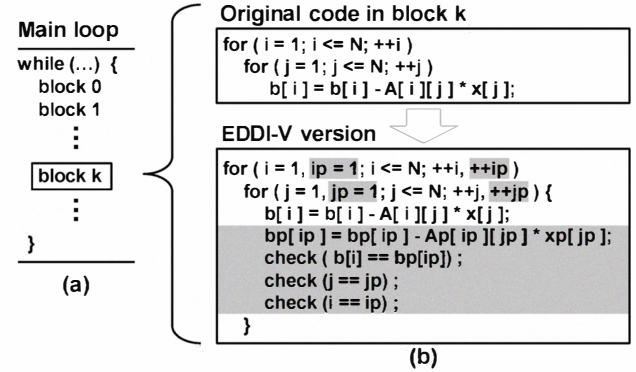 Main loop
while (...) {
block 0
block 1
⋮
block k
⋮
}
(a)
Original code in block k
for ( i = 1; i <= N; ++i )
for ( j = 1; j <= N; ++j )
b[ i ] = b[ i ] - A[ i ][ j ] * x[ j ];
EDDI-V version
for ( i = 1, ip = 1; i <= N; ++i, ++ip )
for ( j = 1, jp = 1; j <= N; ++j, ++jp ) {
b[ i ] = b[ i ] - A[ i ][ j ] * x[ j ];
bp[ ip ] = bp[ ip ] - Ap[ ip ][ jp ] * xp[ jp ];
check ( b[i] == bp[ip]) ;
check (j == jp) ;
check (i == ip) ;
}
(b)